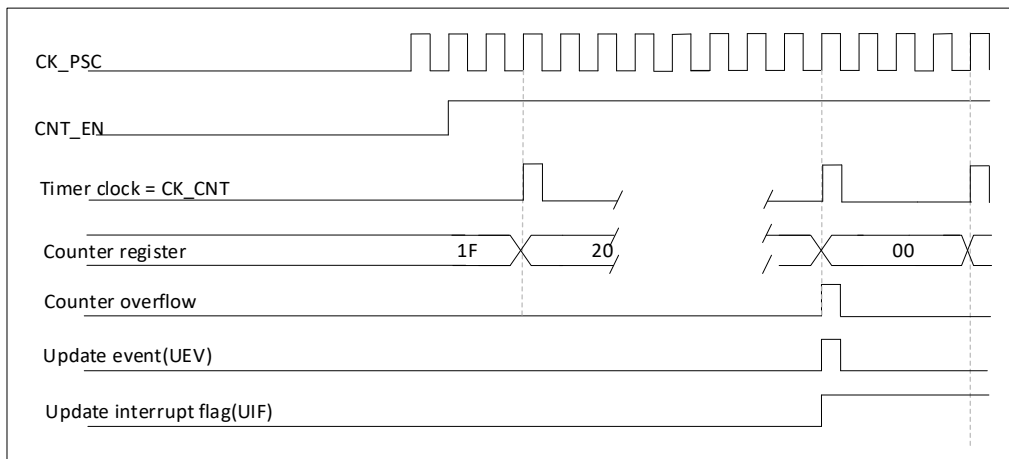 CK_PSC
CNT_EN
Timer clock = CK_CNT
Counter register 1F 20 00
Counter overflow
Update event(UEV)
Update interrupt flag(UIF)